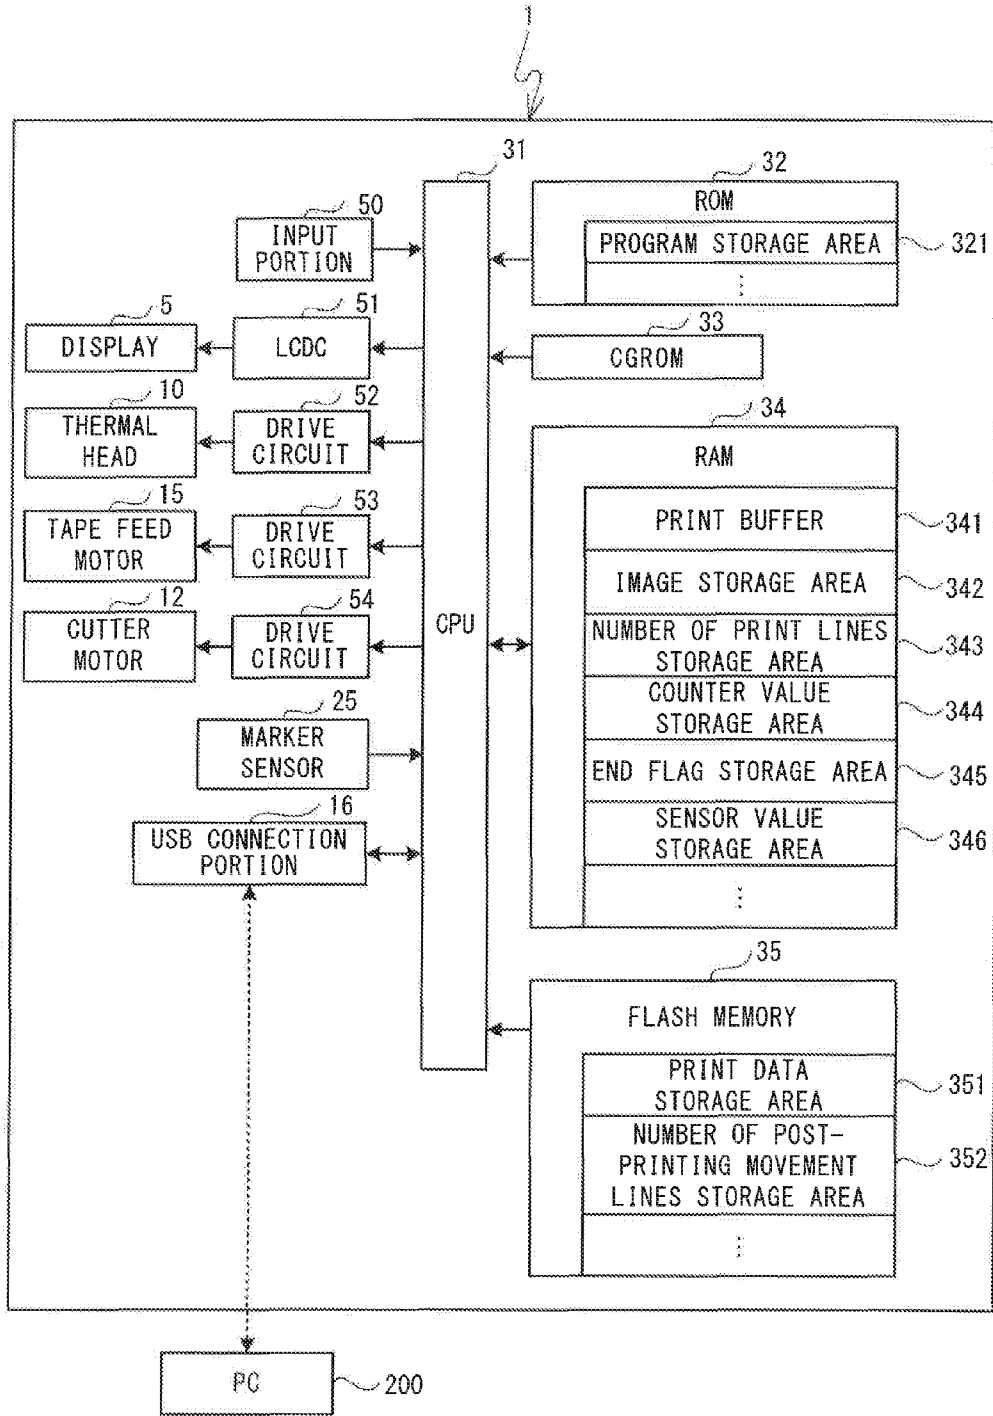 1
31
32
ROM
PROGRAM STORAGE AREA
321
⋮
50
INPUT
PORTION
5
DISPLAY
51
LCDC
33
CGROM
10
THERMAL
HEAD
52
DRIVE
CIRCUIT
34
RAM
15
TAPE FEED
MOTOR
53
DRIVE
CIRCUIT
PRINT BUFFER
341
IMAGE STORAGE AREA
342
12
CUTTER
MOTOR
54
DRIVE
CIRCUIT
CPU
NUMBER OF PRINT LINES
STORAGE AREA
343
COUNTER VALUE
STORAGE AREA
344
25
MARKER
SENSOR
END FLAG STORAGE AREA
345
16
USB CONNECTION
PORTION
SENSOR VALUE
STORAGE AREA
346
⋮
35
FLASH MEMORY
PRINT DATA
STORAGE AREA
351
NUMBER OF POST-
PRINTING MOVEMENT
LINES STORAGE AREA
352
⋮
PC
200